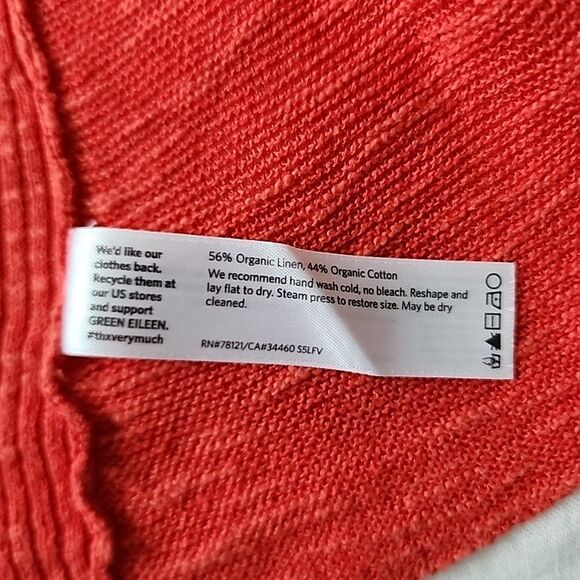 We'd like our
clothes back.
Recycle them at
our US stores
and support
GREEN EILEEN.
#thxverymuch
56% Organic Linen, 44% Organic Cotton
We recommend hand wash cold, no bleach. Reshape and
lay flat to dry. Steam press to restore size. May be dry
cleaned.
RN#78121/CA#34460 S5LFV